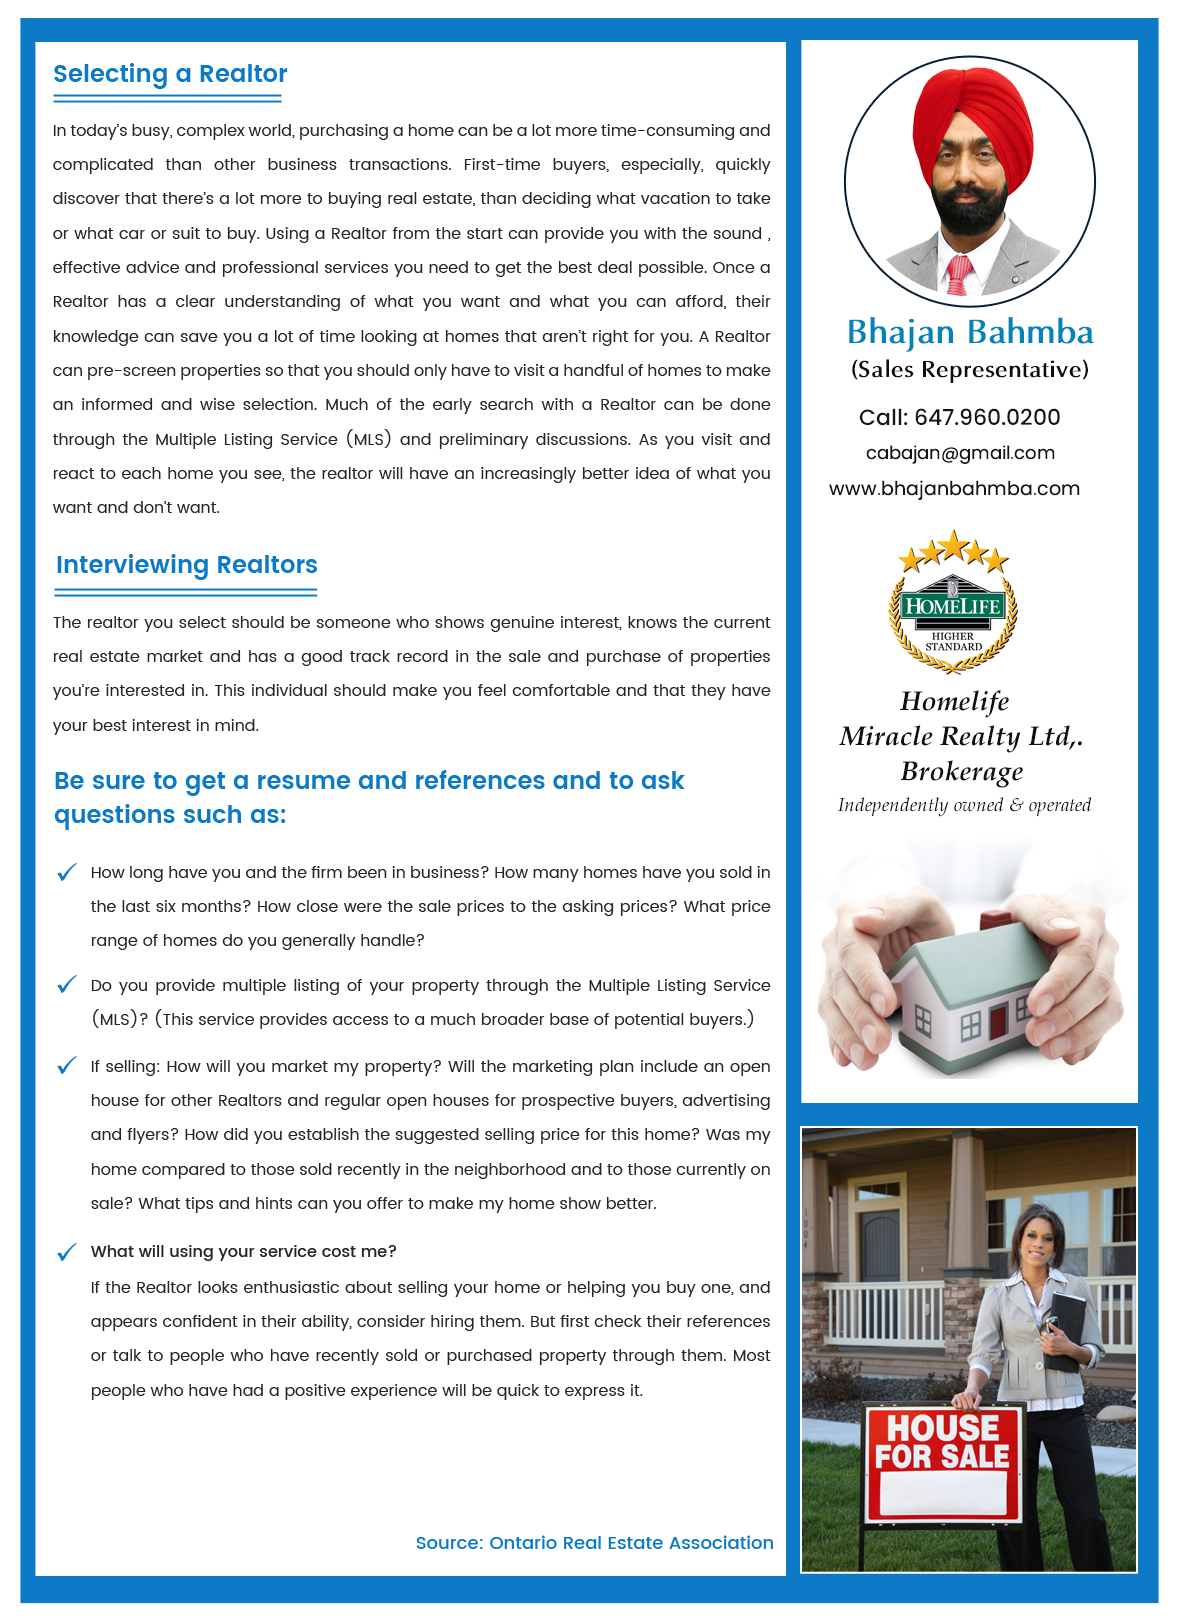 Selecting a Realtor
In today's busy, complex world, purchasing a home can be a lot more time-consuming and
complicated than other business transactions. First-time buyers, especially, quickly
discover that there's a lot more to buying real estate, than deciding what vacation to take
or what car or suit to buy. Using a Realtor from the start can provide you with the sound ,
effective advice and professional services you need to get the best deal possible. Once a
Realtor has a clear understanding of what you want and what you can afford, their
knowledge can save you a lot of time looking at homes that aren't right for you. A Realtor
can pre-screen properties so that you should only have to visit a handful of homes to make
an informed and wise selection. Much of the early search with a Realtor can be done
through the Multiple Listing Service (MLS) and preliminary discussions. As you visit and
react to each home you see, the realtor will have an increasingly better idea of what you
want and don't want.
Interviewing Realtors
The realtor you select should be someone who shows genuine interest, knows the current
real estate market and has a good track record in the sale and purchase of properties
you're interested in. This individual should make you feel comfortable and that they have
your best interest in mind.
Be sure to get a resume and references and to ask
questions such as:
How long have you and the firm been in business? How many homes have you sold in
the last six months? How close were the sale prices to the asking prices? What price
range of homes do you generally handle?
Do you provide multiple listing of your property through the Multiple Listing Service
(MLS)? (This service provides access to a much broader base of potential buyers.)
If selling: How will you market my property? Will the marketing plan include an open
house for other Realtors and regular open houses for prospective buyers, advertising
and flyers? How did you establish the suggested selling price for this home? Was my
home compared to those sold recently in the neighborhood and to those currently on
sale? What tips and hints can you offer to make my home show better.
What will using your service cost me?
If the Realtor looks enthusiastic about selling your home or helping you buy one, and
appears confident in their ability, consider hiring them. But first check their references
or talk to people who have recently sold or purchased property through them. Most
people who have had a positive experience will be quick to express it.
Source: Ontario Real Estate Association
Bhajan Bahmba
(Sales Representative)
Call: 647.960.0200
cabajan@gmail.com
www.bhajanbahmba.com
HOMELIFE
HIGHER
STANDARD
Homelife
Miracle Realty Ltd,.
Brokerage
Independently owned & operated
1004
HOUSE
FOR SALE